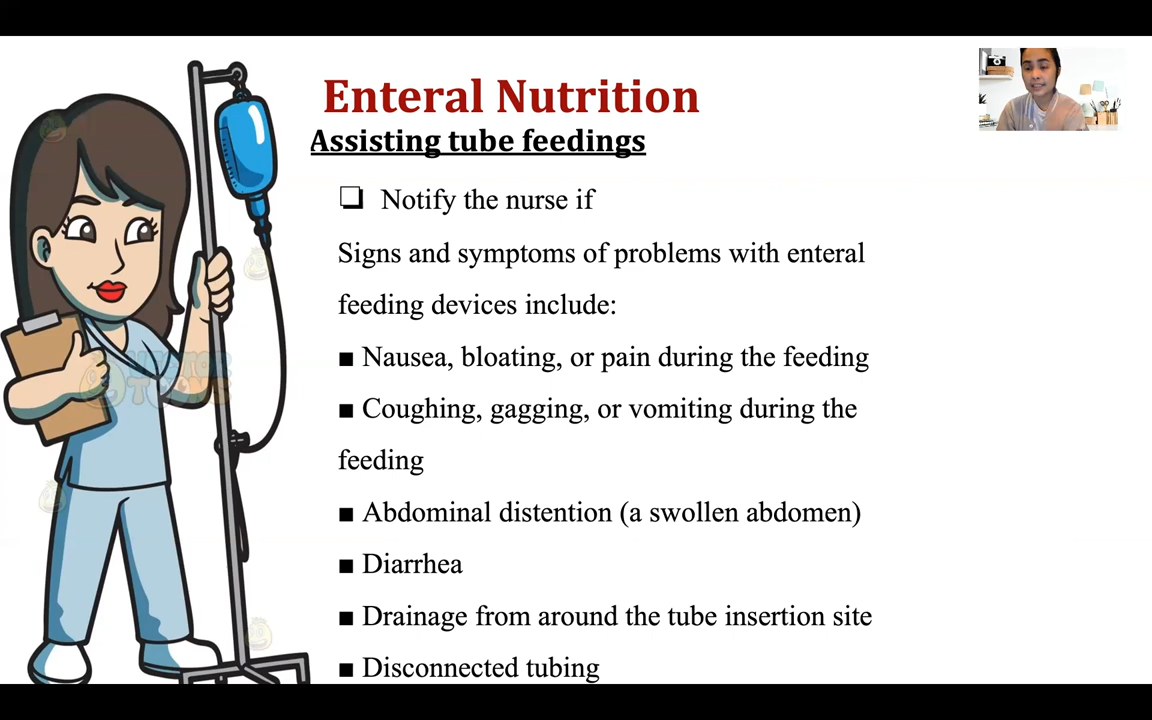 Enteral Nutrition
Assisting tube feedings
❏ Notify the nurse if
Signs and symptoms of problems with enteral
feeding devices include:
■ Nausea, bloating, or pain during the feeding
■ Coughing, gagging, or vomiting during the
feeding
■ Abdominal distention (a swollen abdomen)
■ Diarrhea
■ Drainage from around the tube insertion site
■ Disconnected tubing